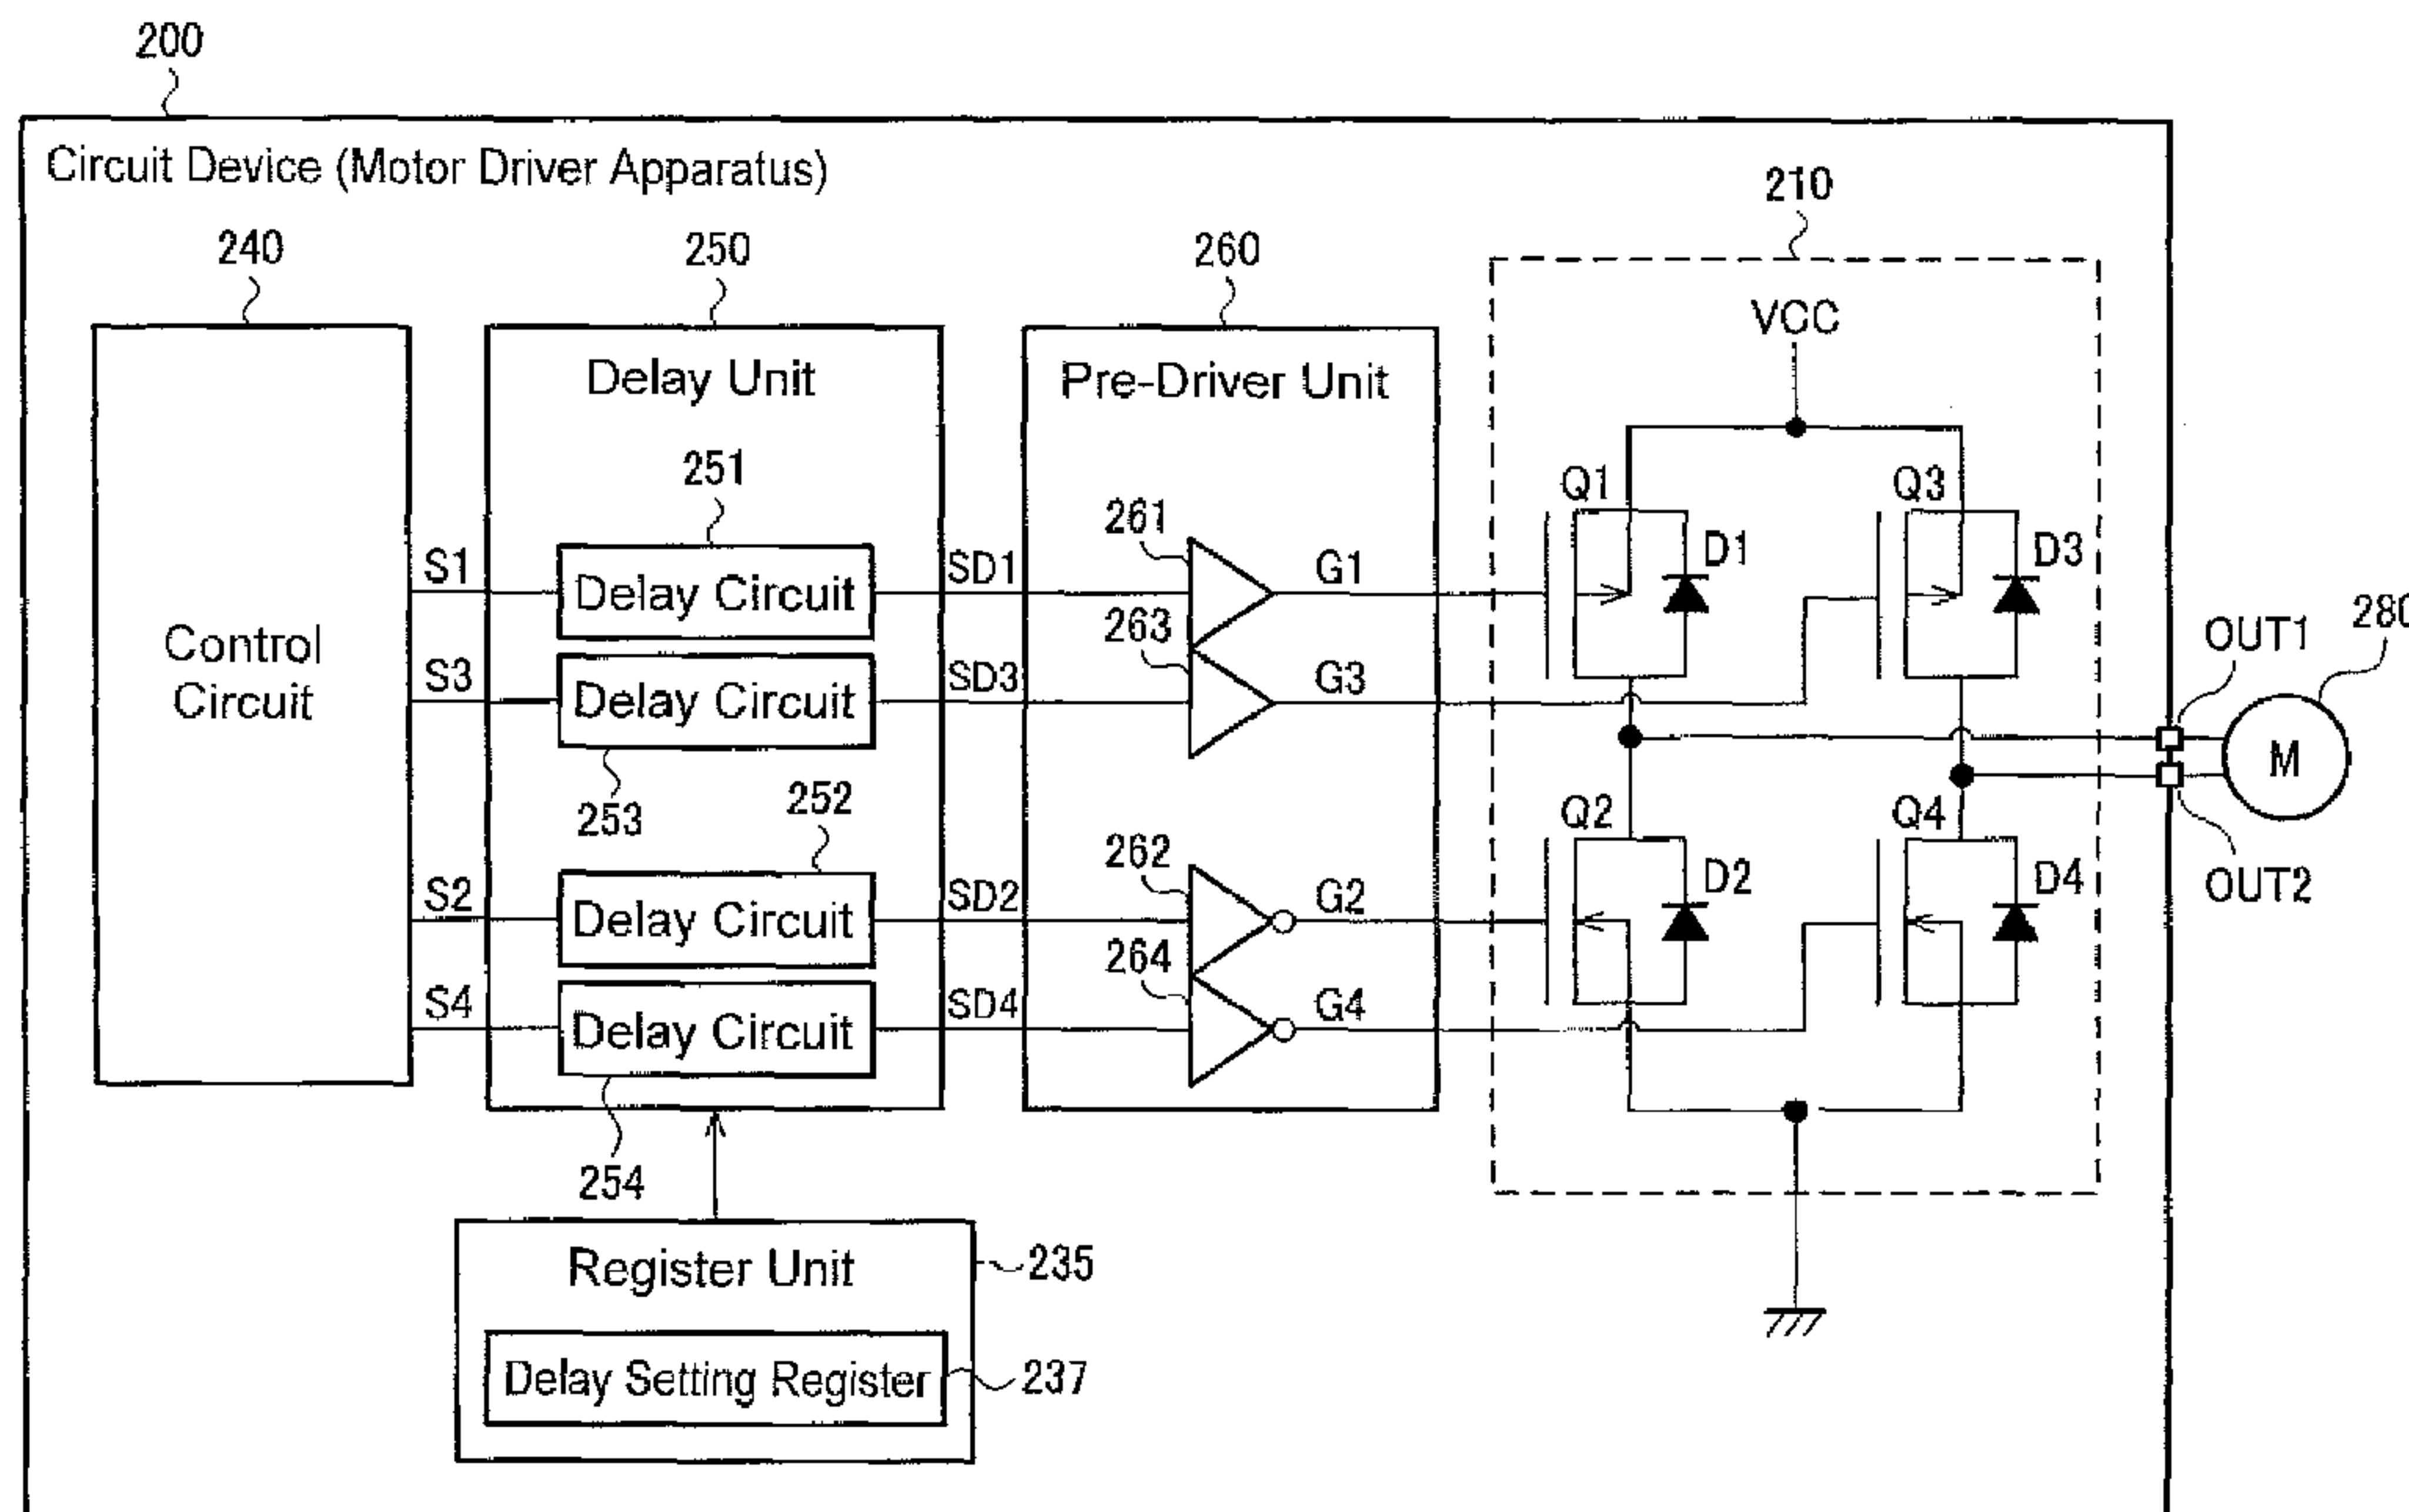 200
Circuit Device (Motor Driver Apparatus)
210
240
250
260
VCC
Delay Unit
Pre-Driver Unit
251
Q1
Q3
261
D1
D3
S1
Delay Circuit
SD1
G1
280
OUT1
263
Control
Circuit
S3
Delay Circuit
SD3
G3
M
253
252
Q2
Q4
262
D2
D4
OUT2
S2
Delay Circuit
SD2
G2
264
S4
Delay Circuit
SD4
G4
254
Register Unit
235
Delay Setting Register
237